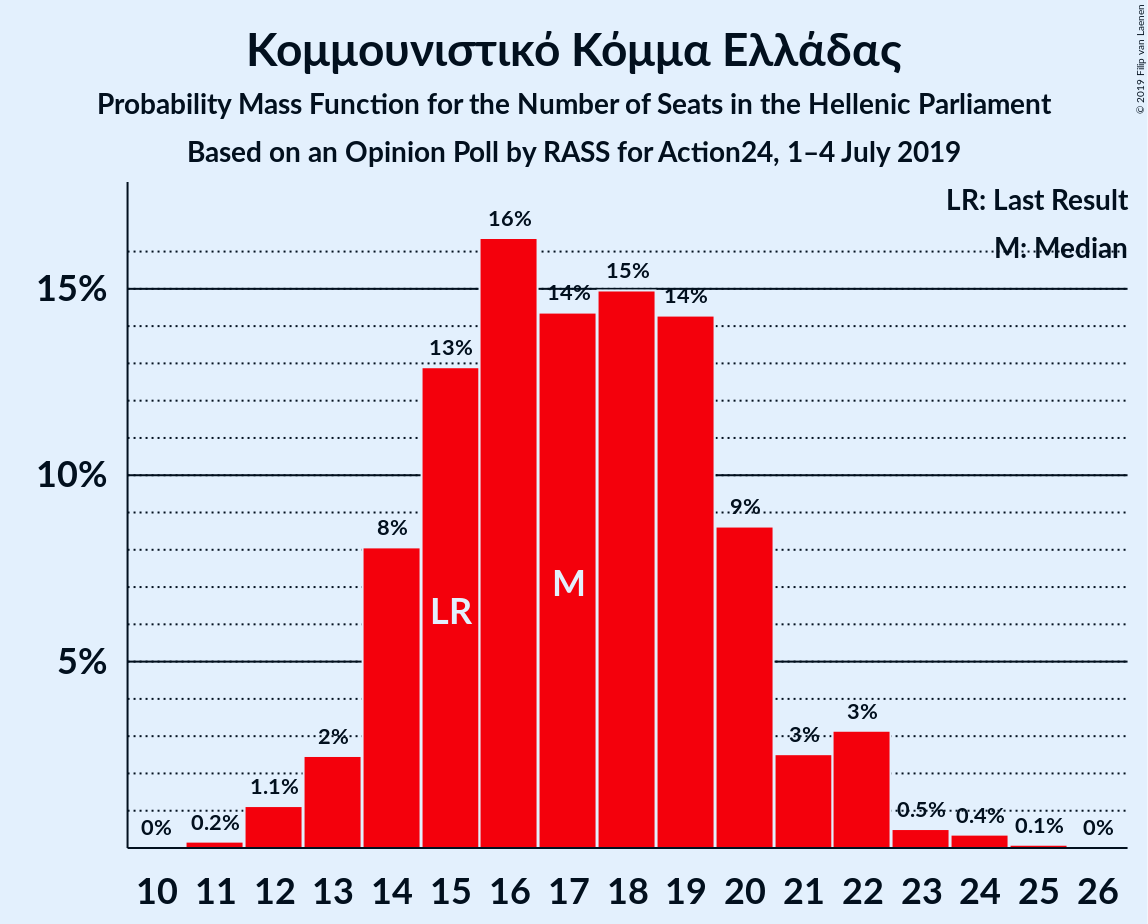 Κομμουνιστικό Κόμμα Ελλάδας
Probability Mass Function for the Number of Seats in the Hellenic Parliament
Based on an Opinion Poll by RASS for Action24, 1–4 July 2019
© 2019 Filip van Laenen
LR: Last Result
M: Median
15%
10%
5%
0%
0.2%
1.1%
2%
8%
13%
16%
14%
15%
14%
9%
3%
3%
0.5%
0.4%
0.1%
0%
LR
M
10 11 12 13 14 15 16 17 18 19 20 21 22 23 24 25 26